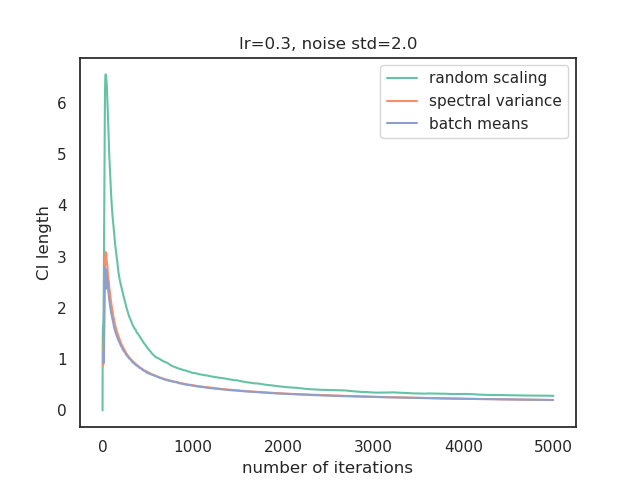 lr=0.3, noise std=2.0
random scaling
spectral variance
batch means
CI length
6
5
4
3
2
1
0
0 1000 2000 3000 4000 5000
number of iterations